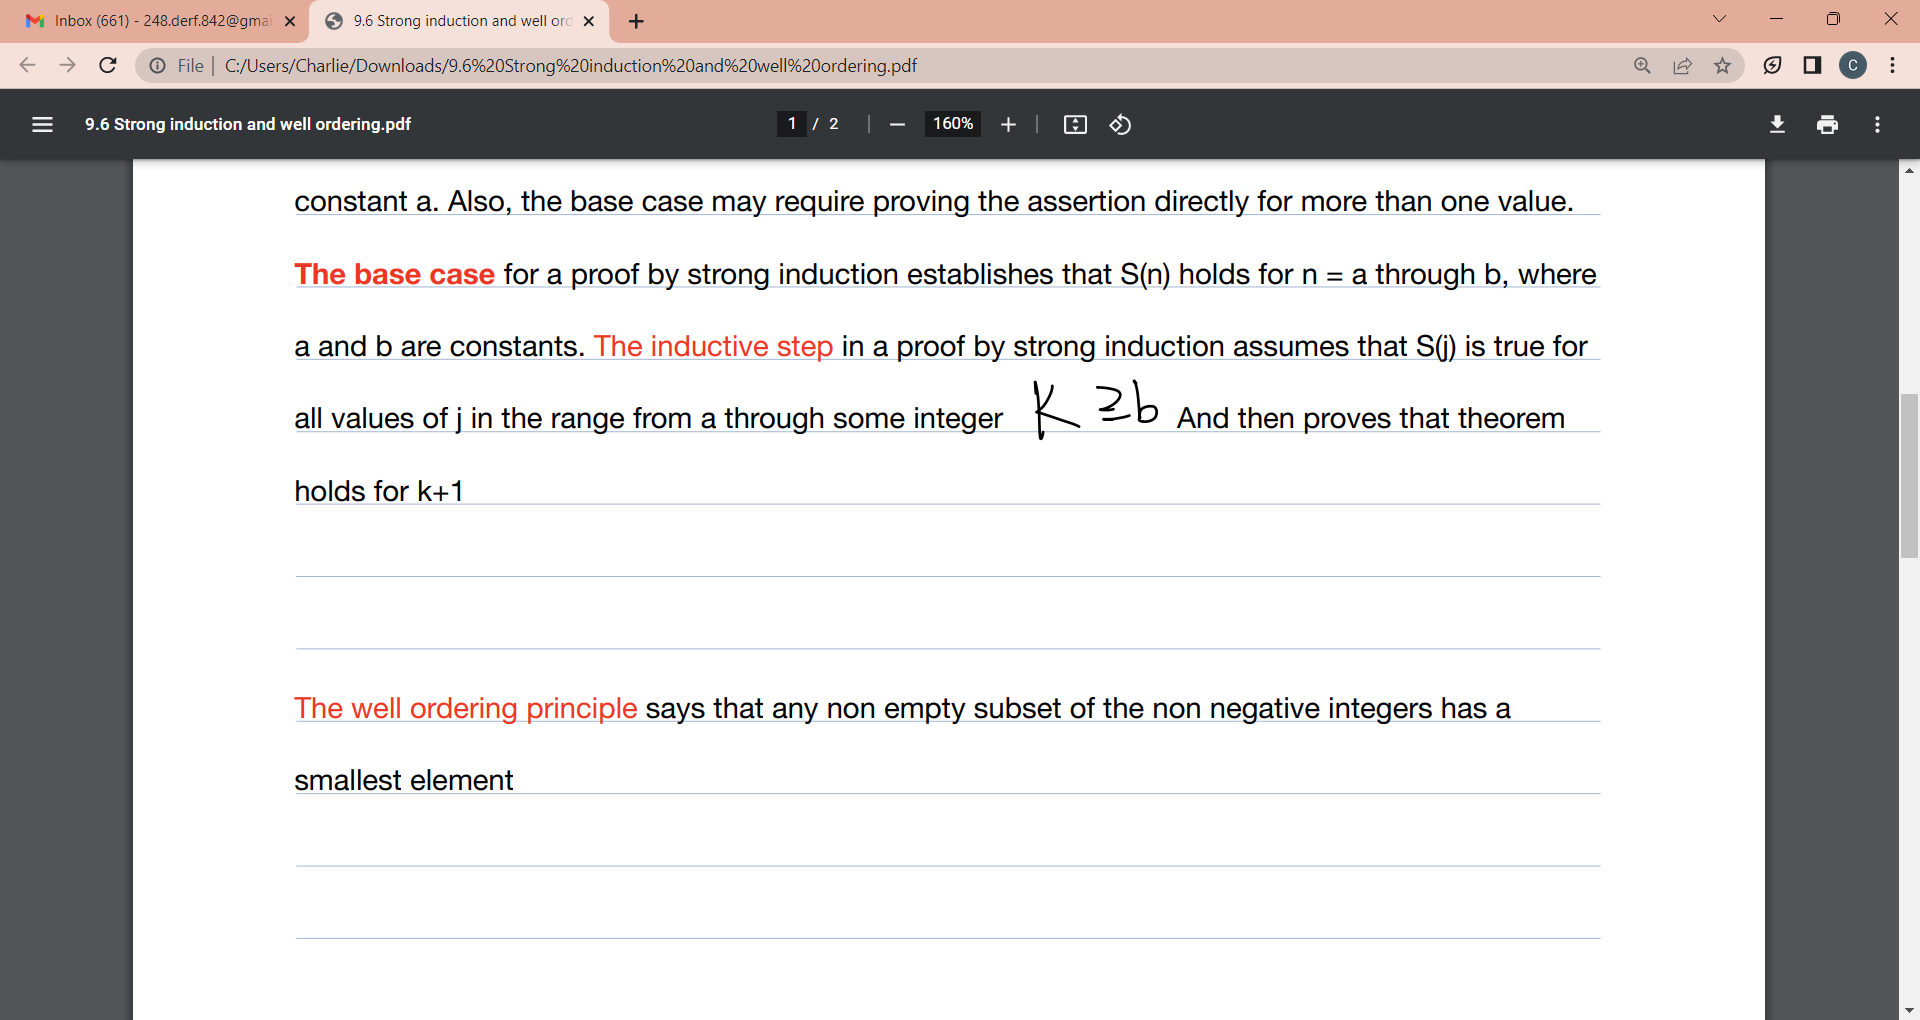 Inbox (661) - 248.derf.842@gmai
9.6 Strong induction and well ord
File | C:/Users/Charlie/Downloads/9.6%20Strong%20induction%20and%20well%20ordering.pdf
C
9.6 Strong induction and well ordering.pdf
1 / 2 | − 160% + |
constant a. Also, the base case may require proving the assertion directly for more than one value.
The base case for a proof by strong induction establishes that S(n) holds for n = a through b, where
a and b are constants. The inductive step in a proof by strong induction assumes that S(j) is true for
all values of j in the range from a through some integer K ≥b And then proves that theorem
holds for k+1
The well ordering principle says that any non empty subset of the non negative integers has a
smallest element